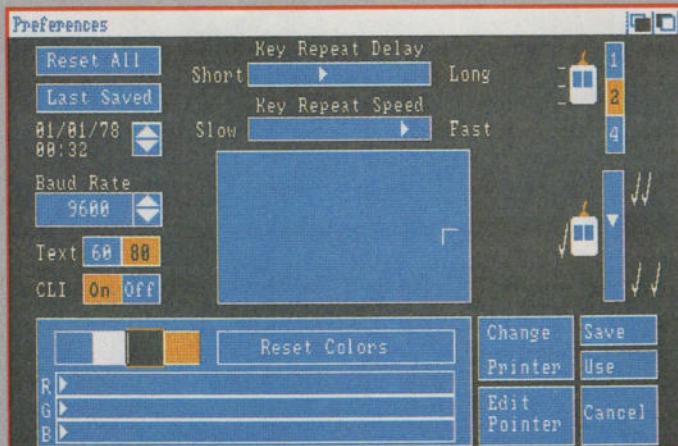 Preferences
Reset All
Last Saved
01/01/78
00:32
Baud Rate
9600
Text 60 80
CLI On Off
Key Repeat Delay
Short Long
Key Repeat Speed
Slow Fast
1
2
4
Reset Colors
R
G
B
Change
Printer
Edit
Pointer
Save
Use
Cancel